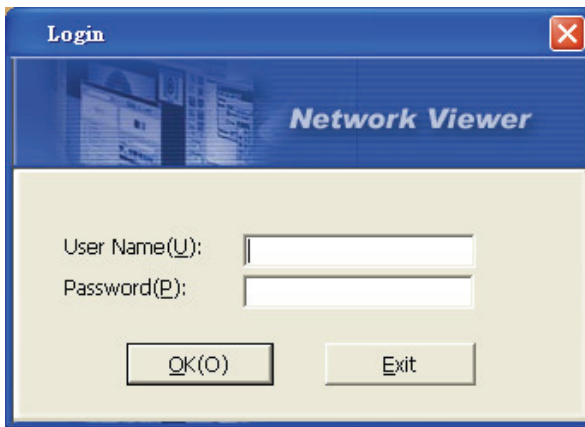 Login
Network Viewer
User Name(U):
Password(P):
OK(O) Exit